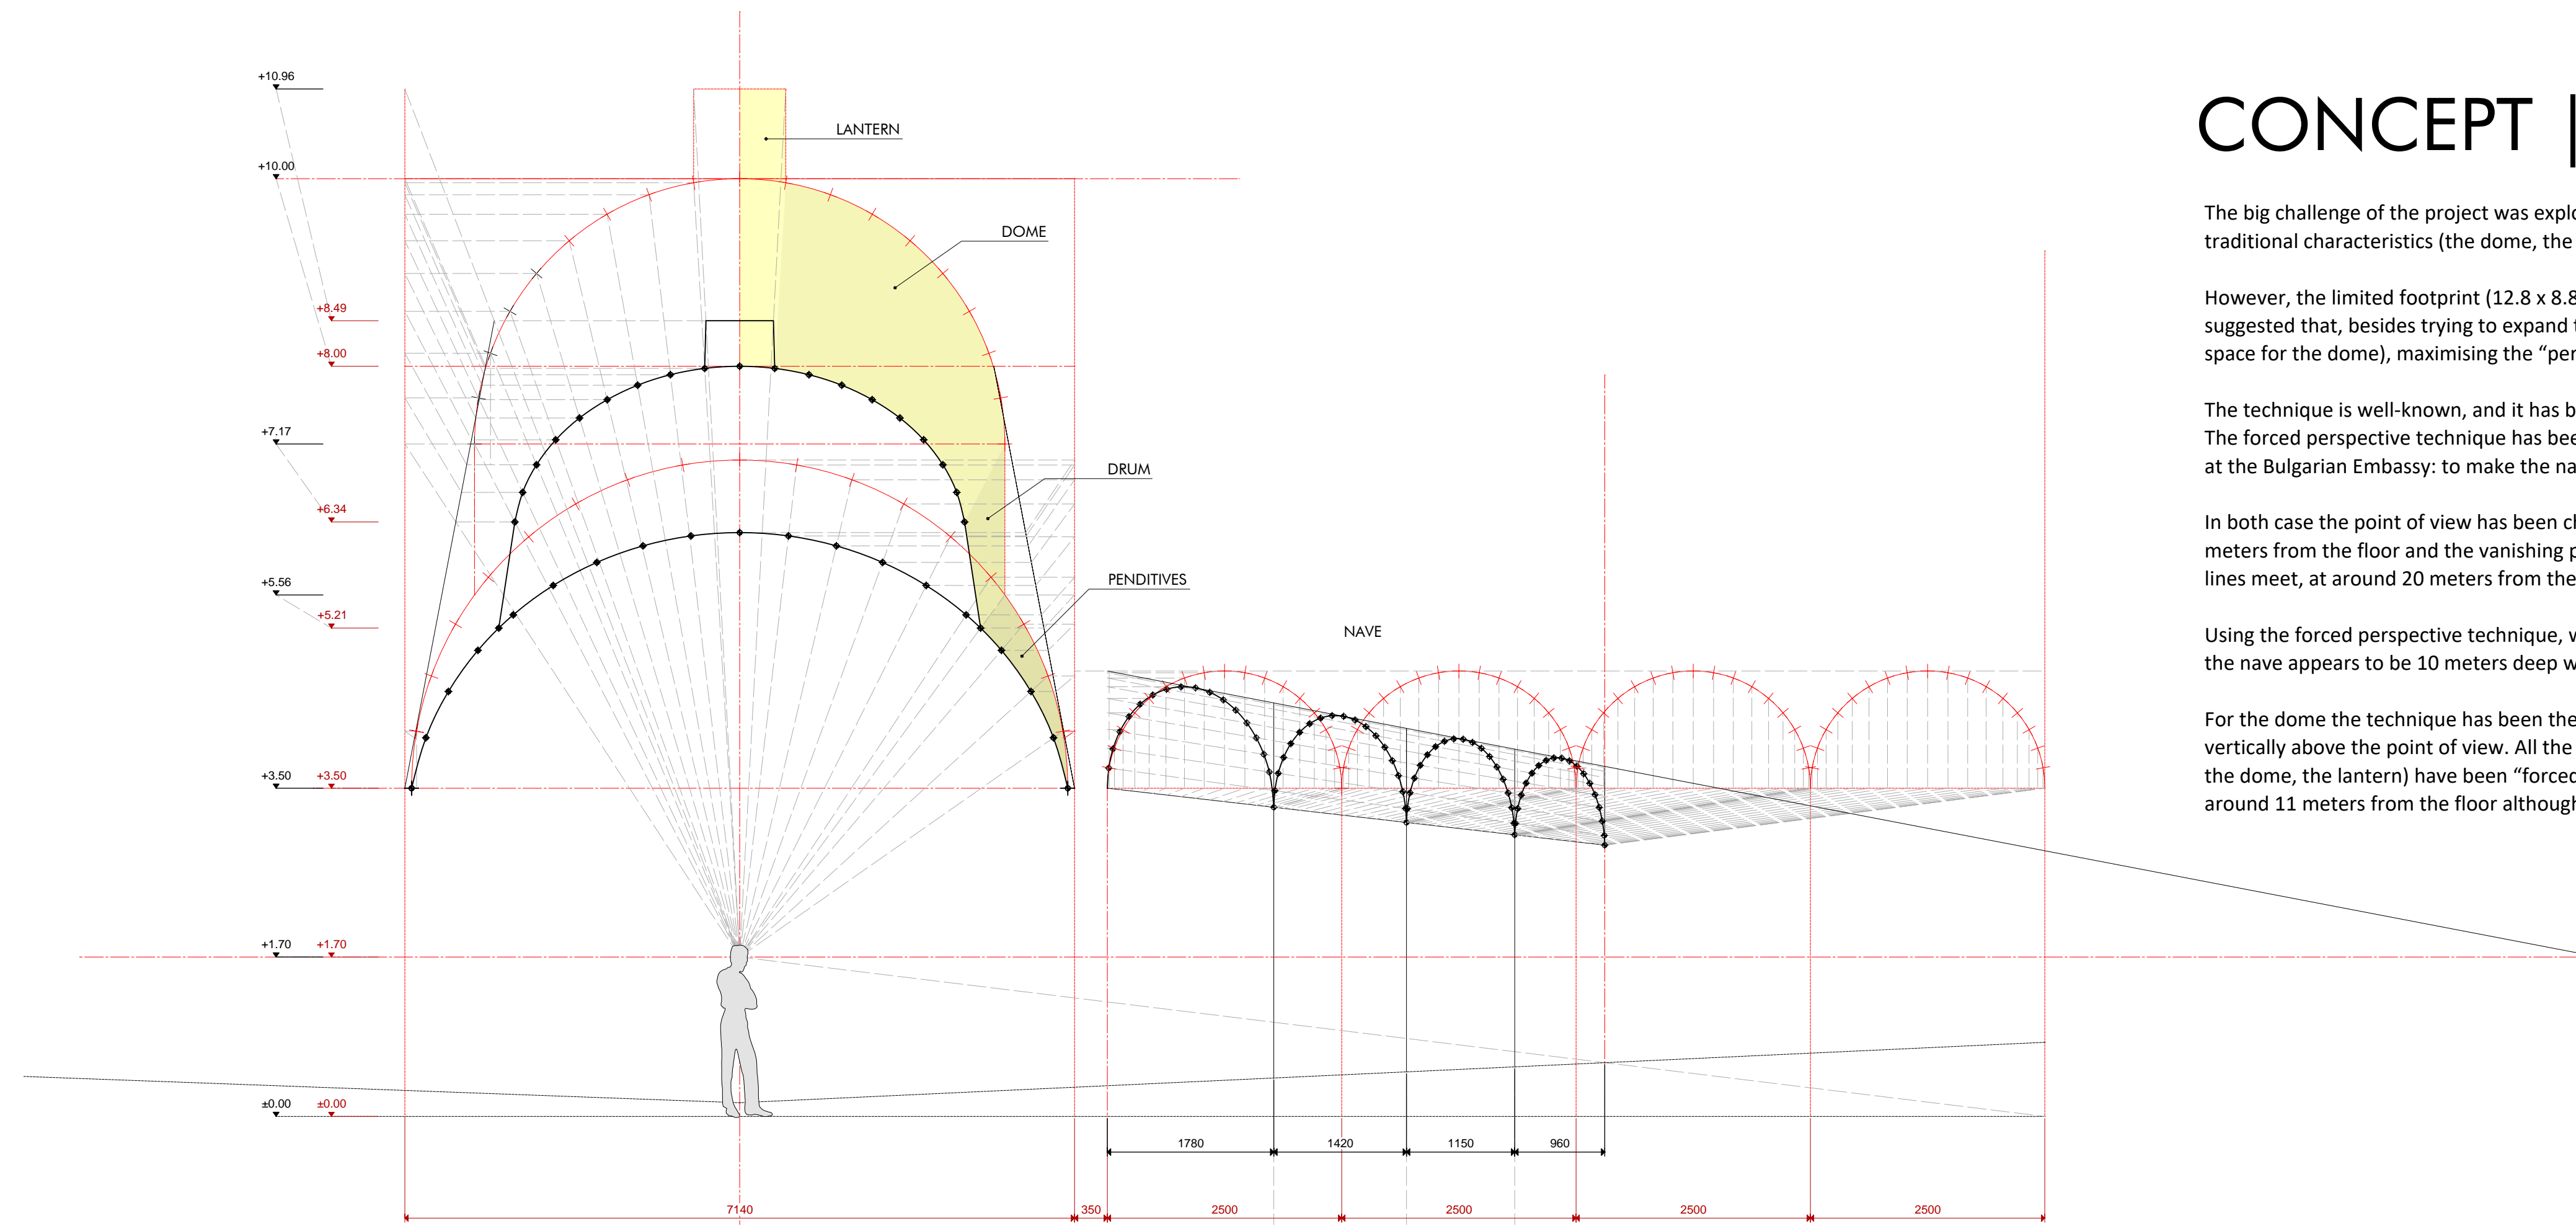 CONCEPT |
The big challenge of the project was explo
traditional characteristics (the dome, the
However, the limited footprint (12.8 x 8.8
suggested that, besides trying to expand t
space for the dome), maximising the “per
The technique is well-known, and it has b
The forced perspective technique has bee
at the Bulgarian Embassy: to make the na
In both case the point of view has been cl
meters from the floor and the vanishing p
lines meet, at around 20 meters from the
Using the forced perspective technique, w
the nave appears to be 10 meters deep w
For the dome the technique has been the
vertically above the point of view. All the
the dome, the lantern) have been “forced
around 11 meters from the floor although
+10.96
LANTERN
+10.00
DOME
+8.49
+8.00
+7.17
DRUM
+6.34
+5.56
PENDITIVES
+5.21
NAVE
+3.50 +3.50
+1.70 +1.70
±0.00 ±0.00
1780 1420 1150 960
7140 350 2500 2500 2500 2500